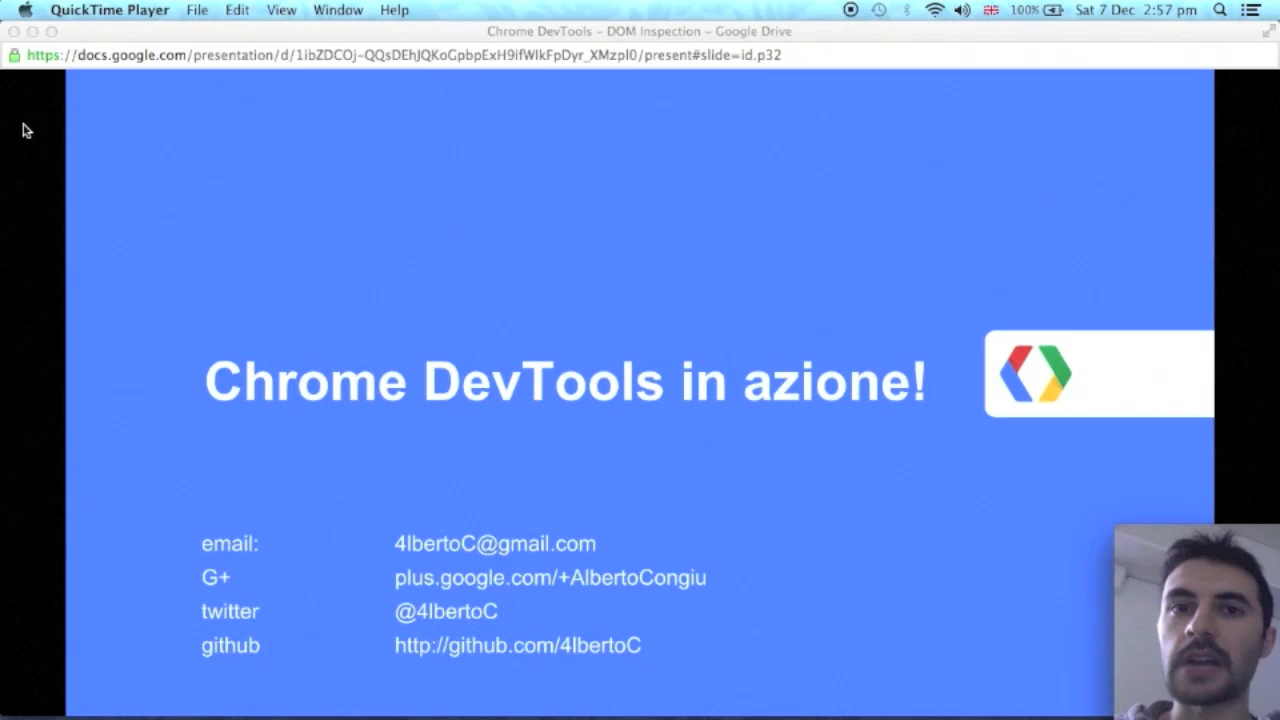 QuickTime Player File Edit View Window Help 100% Sat 7 Dec 2:57 pm
Chrome DevTools – DOM Inspection – Google Drive
https://docs.google.com/presentation/d/1ibZDCOj-QQsDEhJQKoGpbpExH9ifWIkFpDyr_XMzpI0/present#slide=id.p32
Chrome DevTools in azione!
email: 4lbertoC@gmail.com
G+ plus.google.com/+AlbertoCongiu
twitter @4lbertoC
github http://github.com/4lbertoC